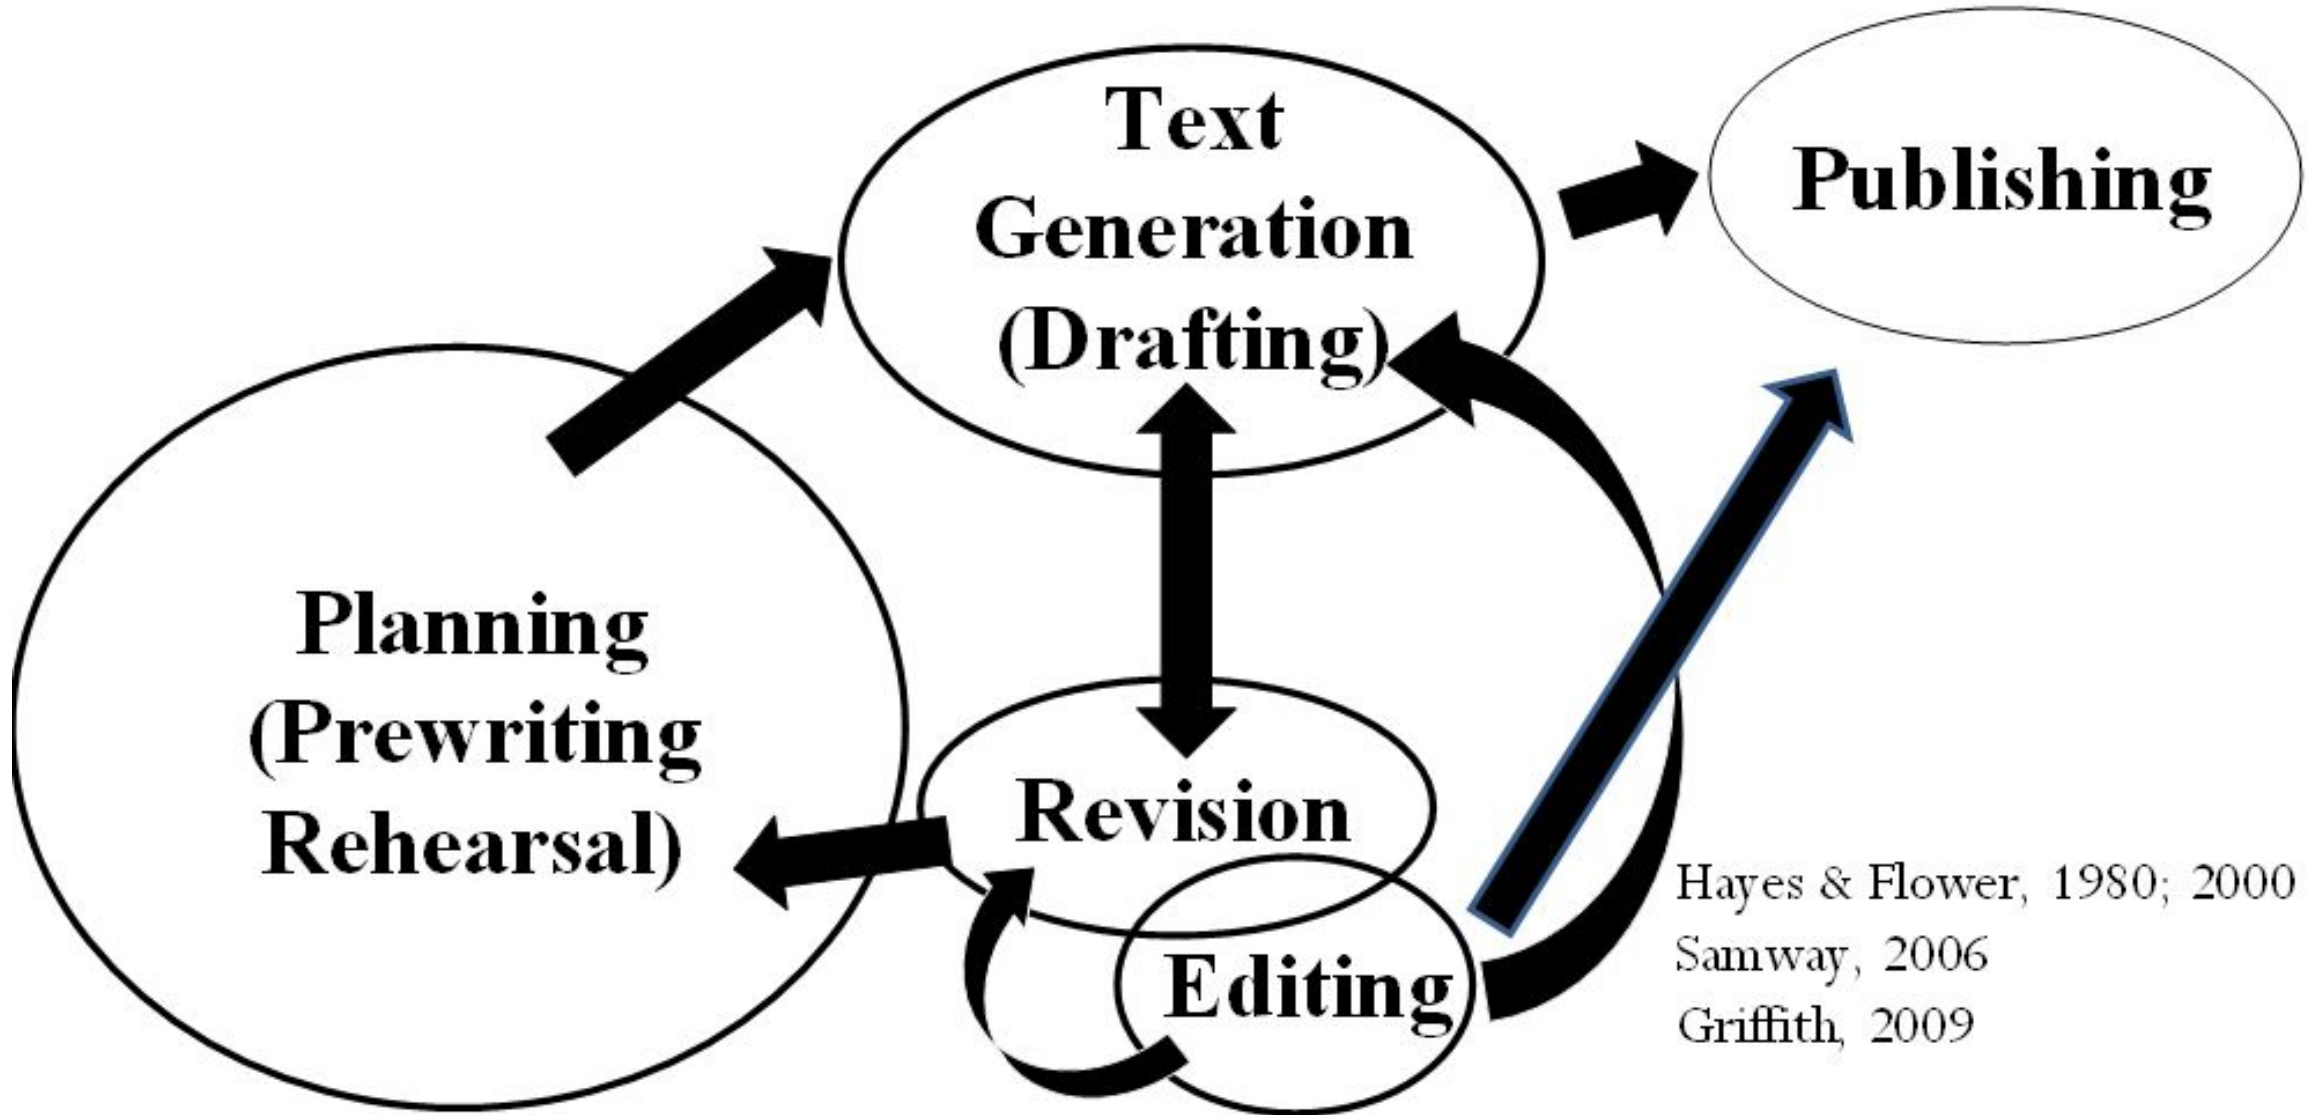 Text
Generation
(Drafting)
Publishing
Planning
(Prewriting
Rehearsal)
Revision
Editing
Hayes & Flower, 1980; 2000
Samway, 2006
Griffith, 2009